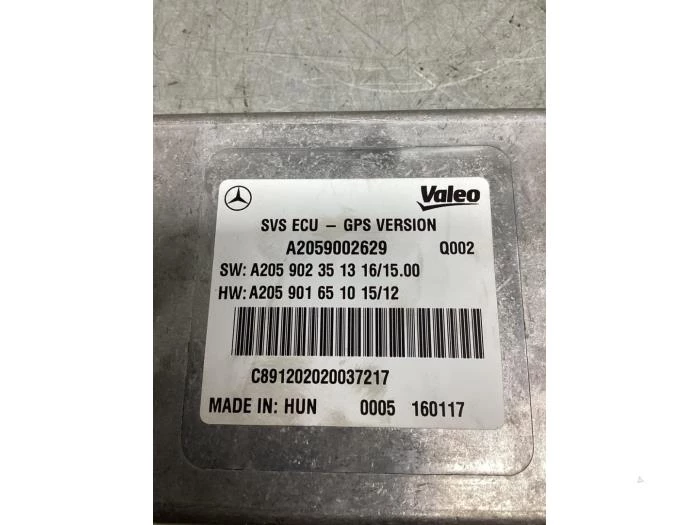 Valeo
SVS ECU – GPS VERSION
A2059002629 Q002
SW: A205 902 35 13 16/15.00
HW: A205 901 65 10 15/12
C891202020037217
MADE IN: HUN 0005 160117